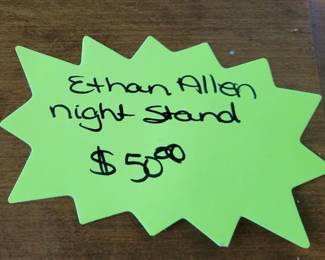 Ethan Allen
night Stand
$50.00